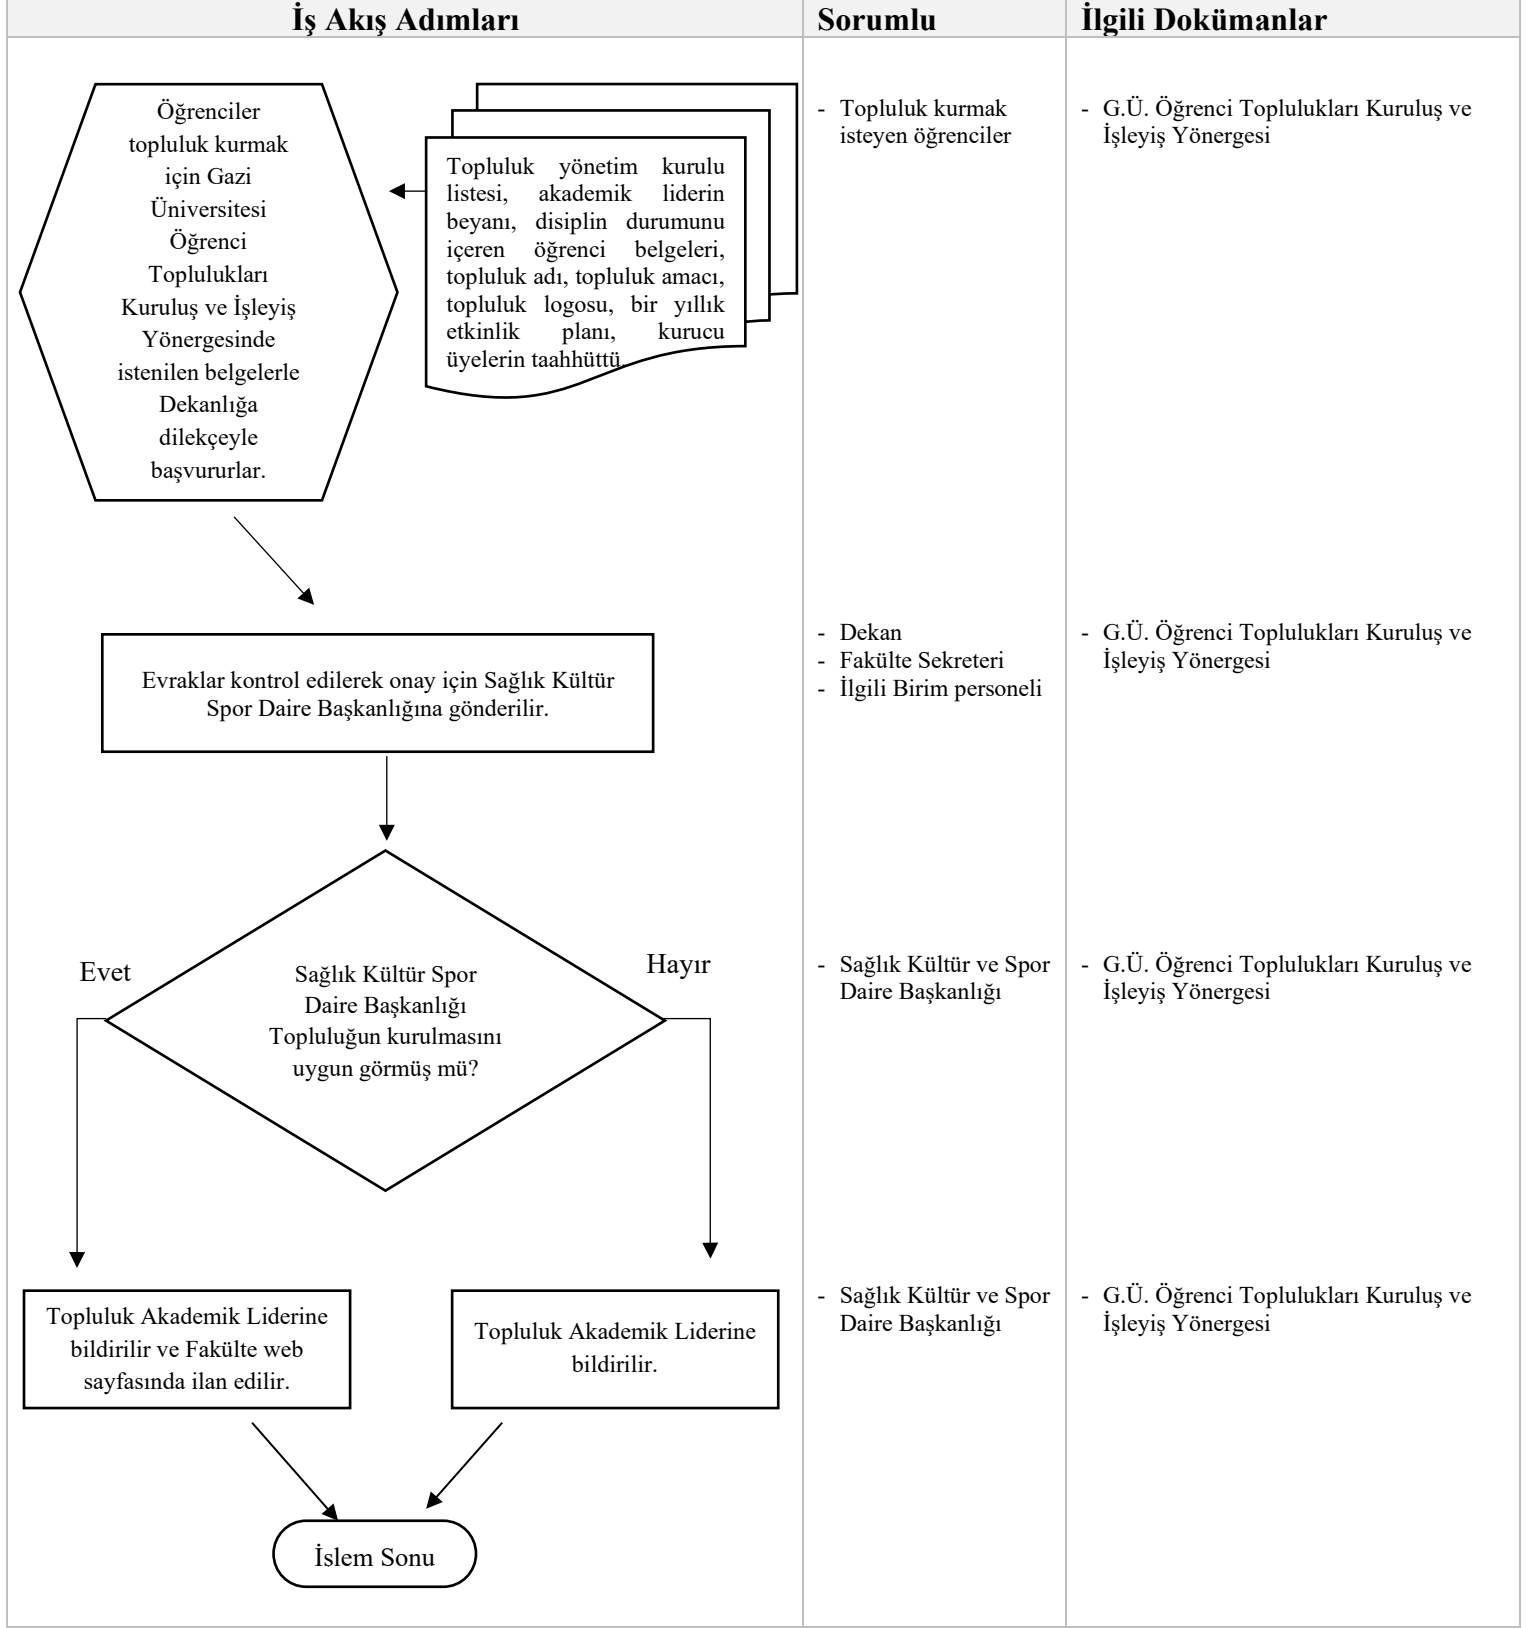 İş Akış Adımları
Sorumlu
İlgili Dokümanlar
Öğrenciler
topluluk kurmak
için Gazi
Üniversitesi
Öğrenci
Toplulukları
Kuruluş ve İşleyiş
Yönergesinde
istenilen belgelerle
Dekanlığa
dilekçeyle
başvururlar.
Topluluk yönetim kurulu
listesi, akademik liderin
beyanı, disiplin durumunu
içeren öğrenci belgeleri,
topluluk adı, topluluk amacı,
topluluk logosu, bir yıllık
etkinlik planı, kurucu
üyelerin taahhüttü.
- Topluluk kurmak
isteyen öğrenciler
- G.Ü. Öğrenci Toplulukları Kuruluş ve
İşleyiş Yönergesi
Evraklar kontrol edilerek onay için Sağlık Kültür
Spor Daire Başkanlığına gönderilir.
- Dekan
- Fakülte Sekreteri
- İlgili Birim personeli
- G.Ü. Öğrenci Toplulukları Kuruluş ve
İşleyiş Yönergesi
Evet
Hayır
Sağlık Kültür Spor
Daire Başkanlığı
Topluluğun kurulmasını
uygun görmüş mü?
- Sağlık Kültür ve Spor
Daire Başkanlığı
- G.Ü. Öğrenci Toplulukları Kuruluş ve
İşleyiş Yönergesi
Topluluk Akademik Liderine
bildirilir ve Fakülte web
sayfasında ilan edilir.
Topluluk Akademik Liderine
bildirilir.
- Sağlık Kültür ve Spor
Daire Başkanlığı
- G.Ü. Öğrenci Toplulukları Kuruluş ve
İşleyiş Yönergesi
İslem Sonu